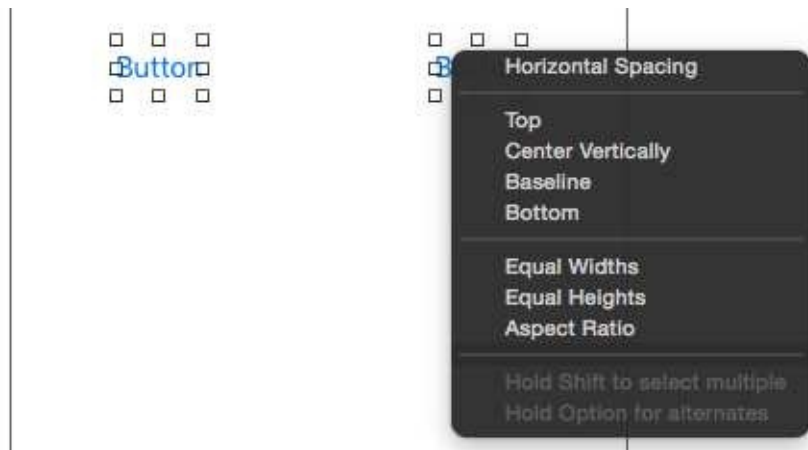 Button
B
Horizontal Spacing
Top
Center Vertically
Baseline
Bottom
Equal Widths
Equal Heights
Aspect Ratio
Hold Shift to select multiple
Hold Option for alternates